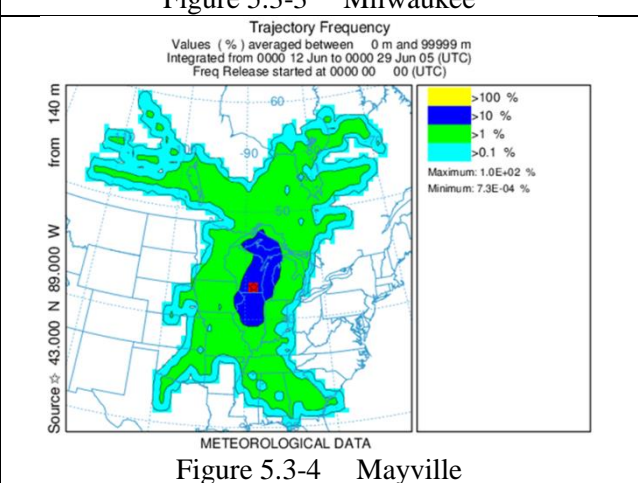 Figure 5.3-3 Milwaukee
Trajectory Frequency
Values ( % ) averaged between 0 m and 99999 m
Integrated from 0000 12 Jun to 0000 29 Jun 05 (UTC)
Freq Release started at 0000 00 00 (UTC)
Source ☆ 43.000 N 89.000 W from 140 m
60
-90
50
>100 %
>10 %
>1 %
>0.1 %
Maximum: 1.0E+02 %
Minimum: 7.3E-04 %
METEOROLOGICAL DATA
Figure 5.3-4 Mayville